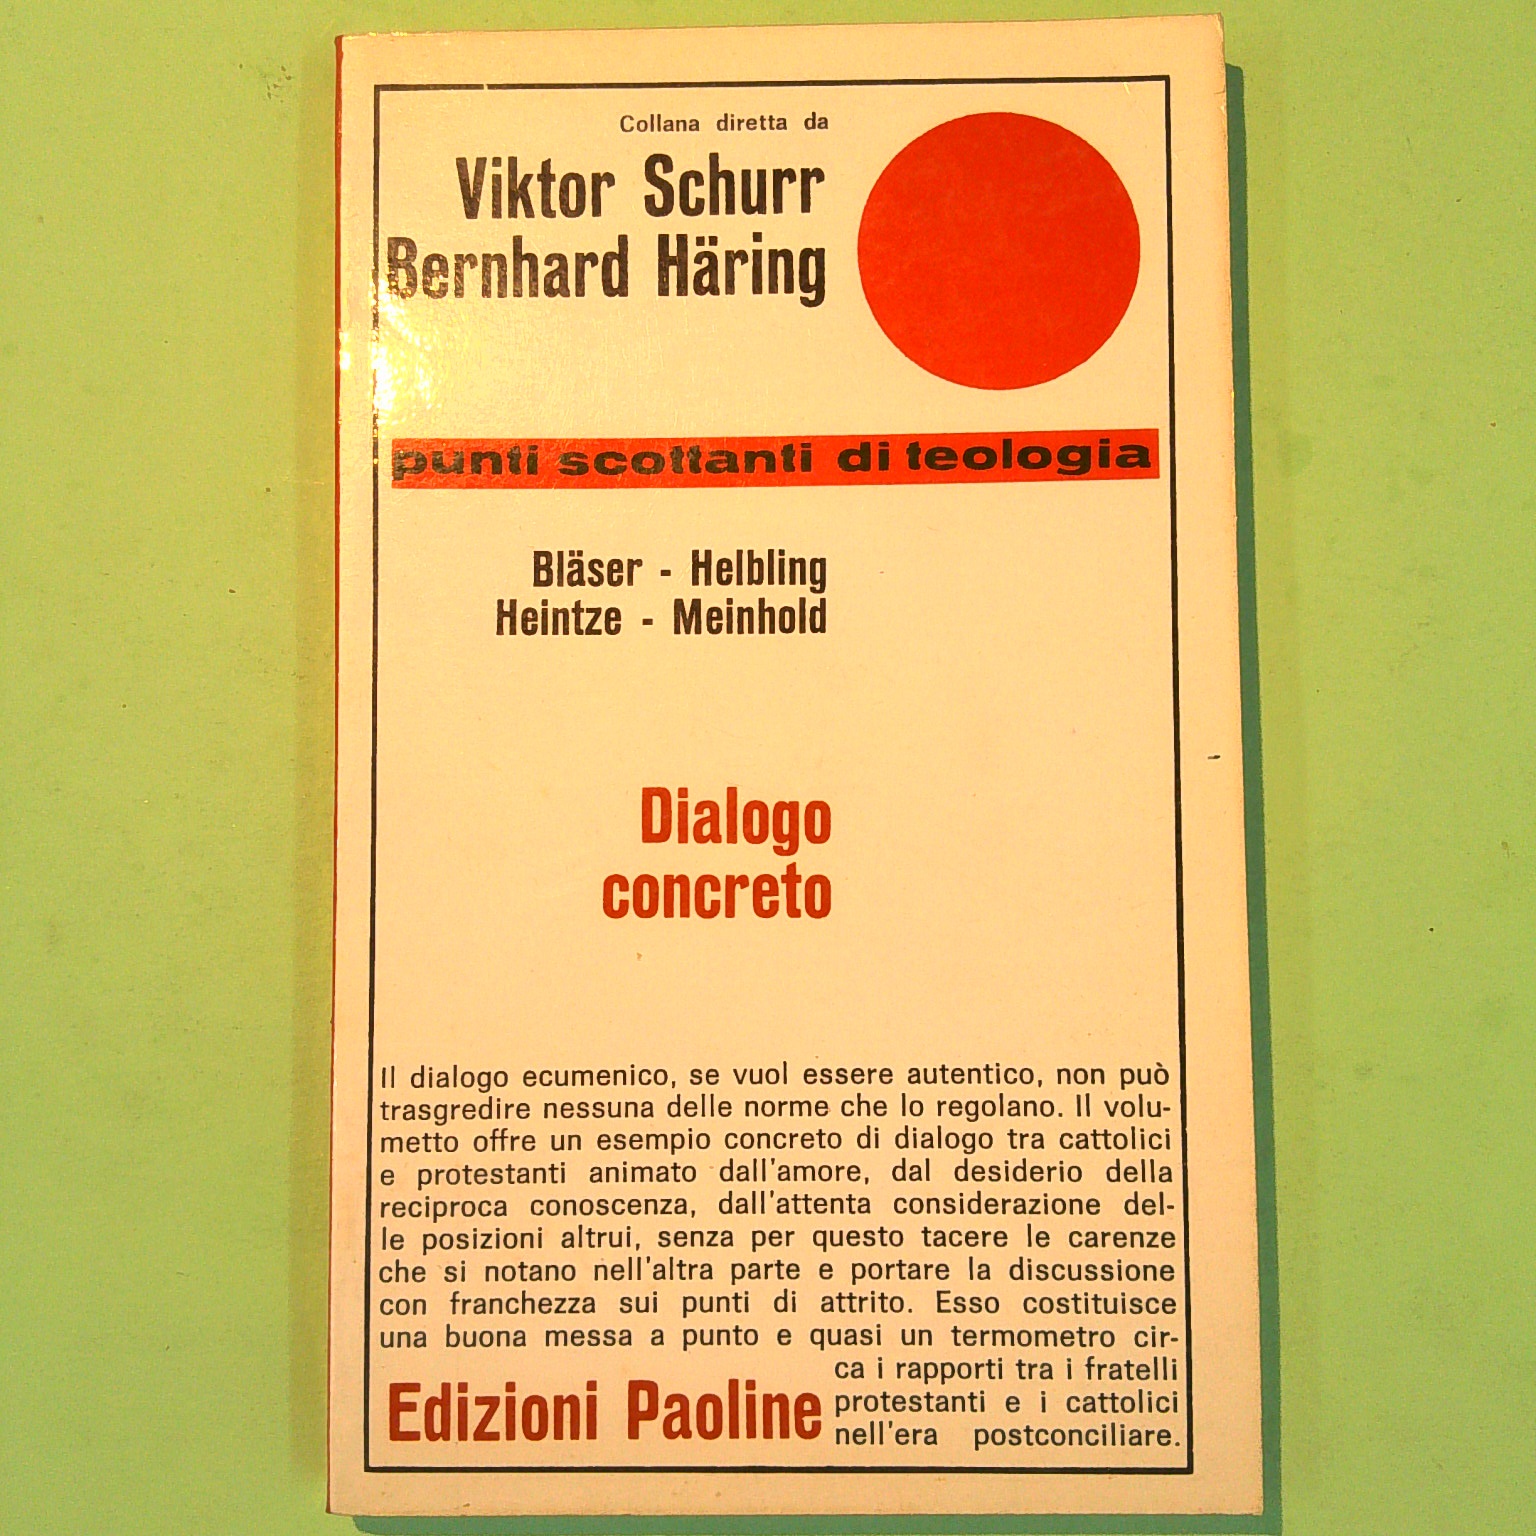 Collana diretta da
Viktor Schurr
Bernhard Häring
punti scottanti di teologia
Bläser - Helbling
Heintze - Meinhold
Dialogo
concreto
Il dialogo ecumenico, se vuol essere autentico, non può
trasgredire nessuna delle norme che lo regolano. Il volu-
metto offre un esempio concreto di dialogo tra cattolici
e protestanti animato dall'amore, dal desiderio della
reciproca conoscenza, dall'attenta considerazione del-
le posizioni altrui, senza per questo tacere le carenze
che si notano nell'altra parte e portare la discussione
con franchezza sui punti di attrito. Esso costituisce
una buona messa a punto e quasi un termometro cir-
ca i rapporti tra i fratelli
protestanti e i cattolici
nell'era postconciliare.
Edizioni Paoline